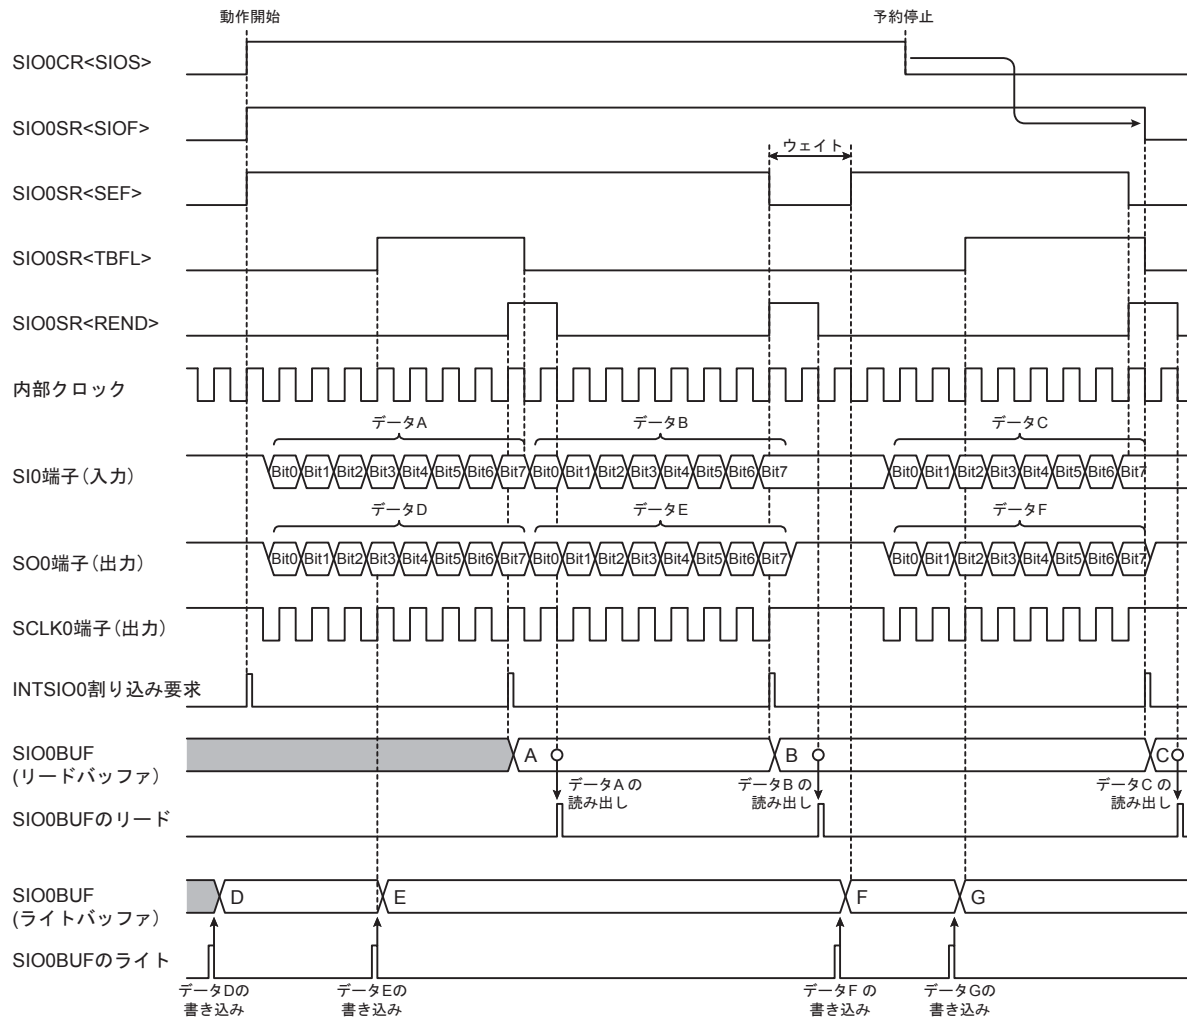 動作開始
予約停止
SIO0CR<SIOS>
SIO0SR<SIOF>
ウェイト
SIO0SR<SEF>
SIO0SR<TBFL>
SIO0SR<REND>
内部クロック
データA
データB
データC
SI0端子(入力)
Bit0 Bit1 Bit2 Bit3 Bit4 Bit5 Bit6 Bit7 Bit0 Bit1 Bit2 Bit3 Bit4 Bit5 Bit6 Bit7 Bit0 Bit1 Bit2 Bit3 Bit4 Bit5 Bit6 Bit7
データD
データE
データF
SO0端子(出力)
Bit0 Bit1 Bit2 Bit3 Bit4 Bit5 Bit6 Bit7 Bit0 Bit1 Bit2 Bit3 Bit4 Bit5 Bit6 Bit7 Bit0 Bit1 Bit2 Bit3 Bit4 Bit5 Bit6 Bit7
SCLK0端子(出力)
INTSIO0割り込み要求
SIO0BUF
(リードバッファ)
A
B
C
データAの
読み出し
データBの
読み出し
データCの
読み出し
SIO0BUFのリード
SIO0BUF
(ライトバッファ)
D
E
F
G
SIO0BUFのライト
データDの
書き込み
データEの
書き込み
データFの
書き込み
データGの
書き込み